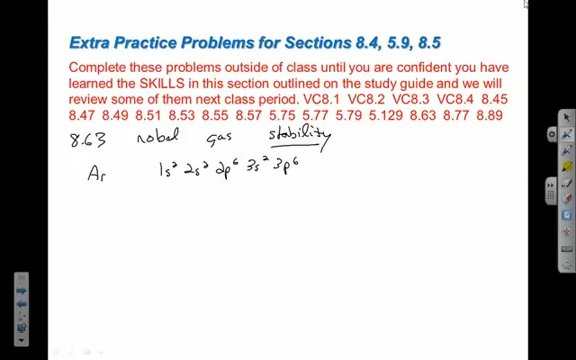 Extra Practice Problems for Sections 8.4, 5.9, 8.5
Complete these problems outside of class until you are confident you have
learned the SKILLS in this section outlined on the study guide and we will
review some of them next class period. VC8.1 VC8.2 VC8.3 VC8.4 8.45
8.47 8.49 8.51 8.53 8.55 8.57 5.75 5.77 5.79 5.129 8.63 8.77 8.89
8.63 nobel gas stability
Ar 1s² 2s² 2p⁶ 3s² 3p⁶